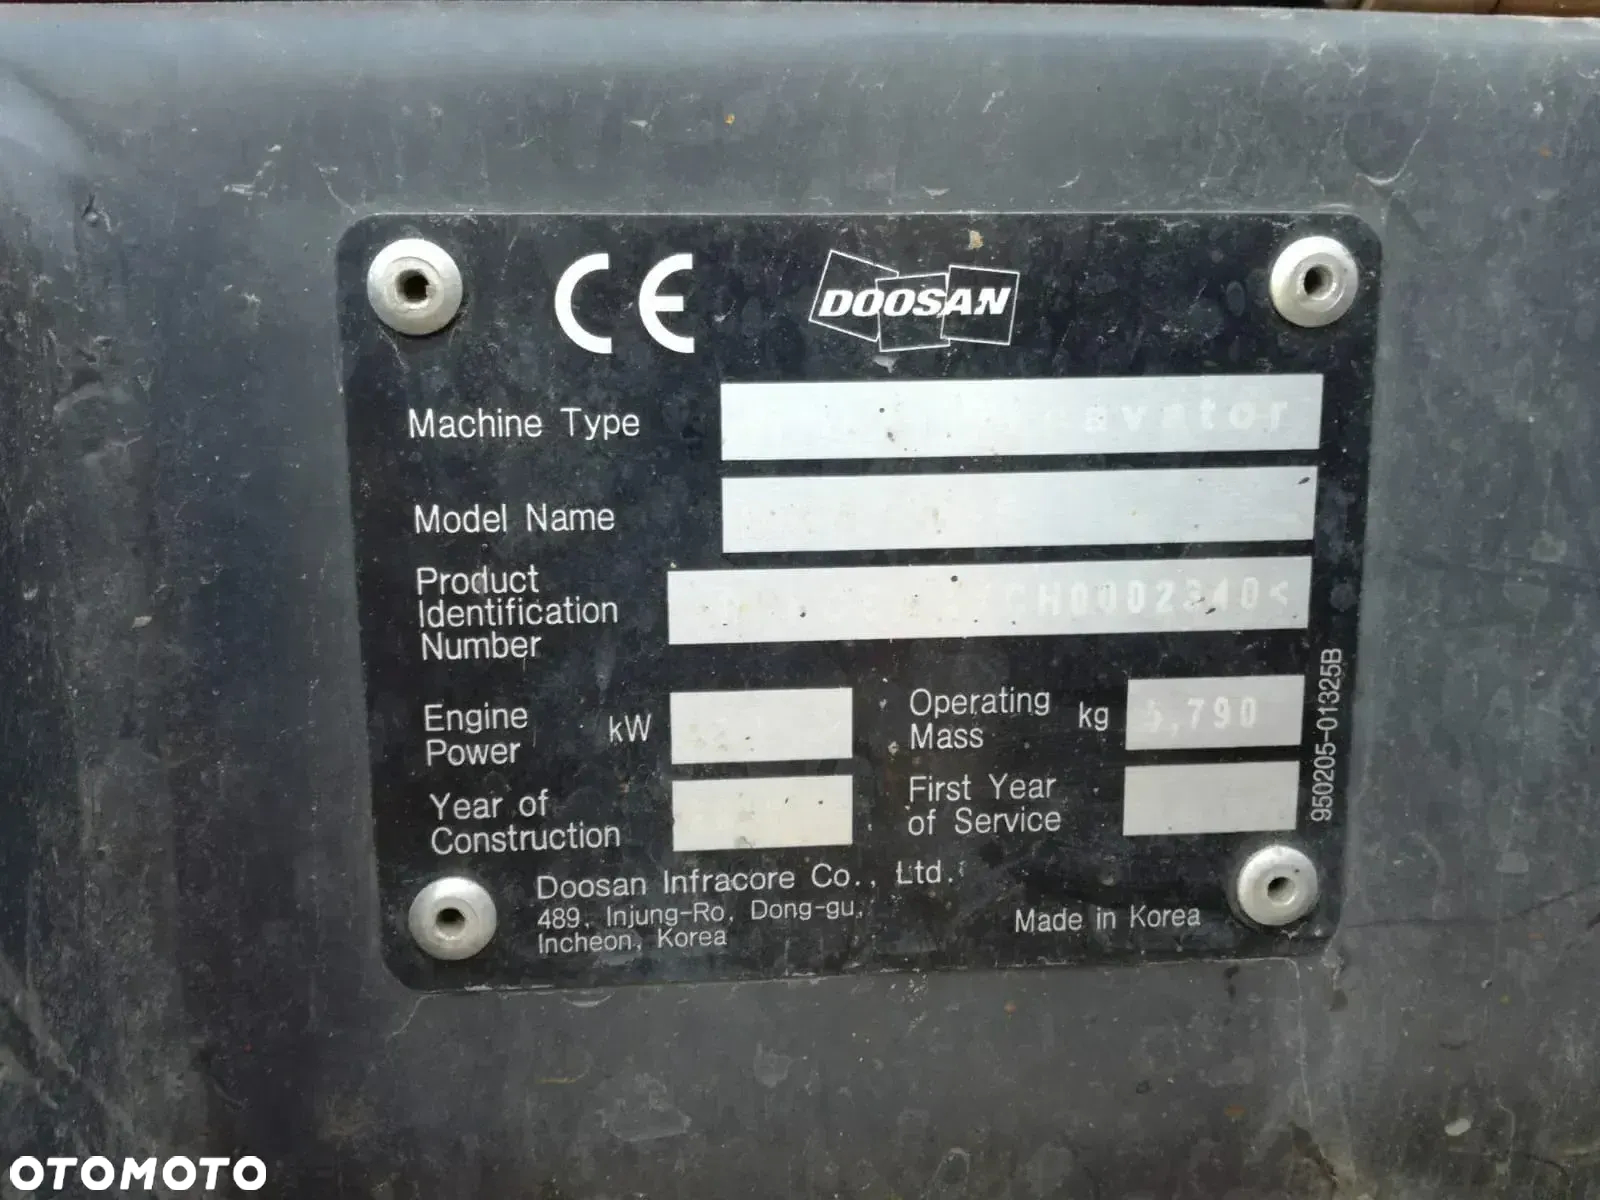 CE
DOOSAN
Machine Type
Model Name
Product
Identification
Number
CH0002340<
Engine
Power
kW
Operating
Mass
kg
5,790
Year of
Construction
First Year
of Service
950205-01325B
Doosan Infracore Co., Ltd.
489, Injung-Ro, Dong-gu,
Incheon, Korea
Made in Korea
OTOMOTO